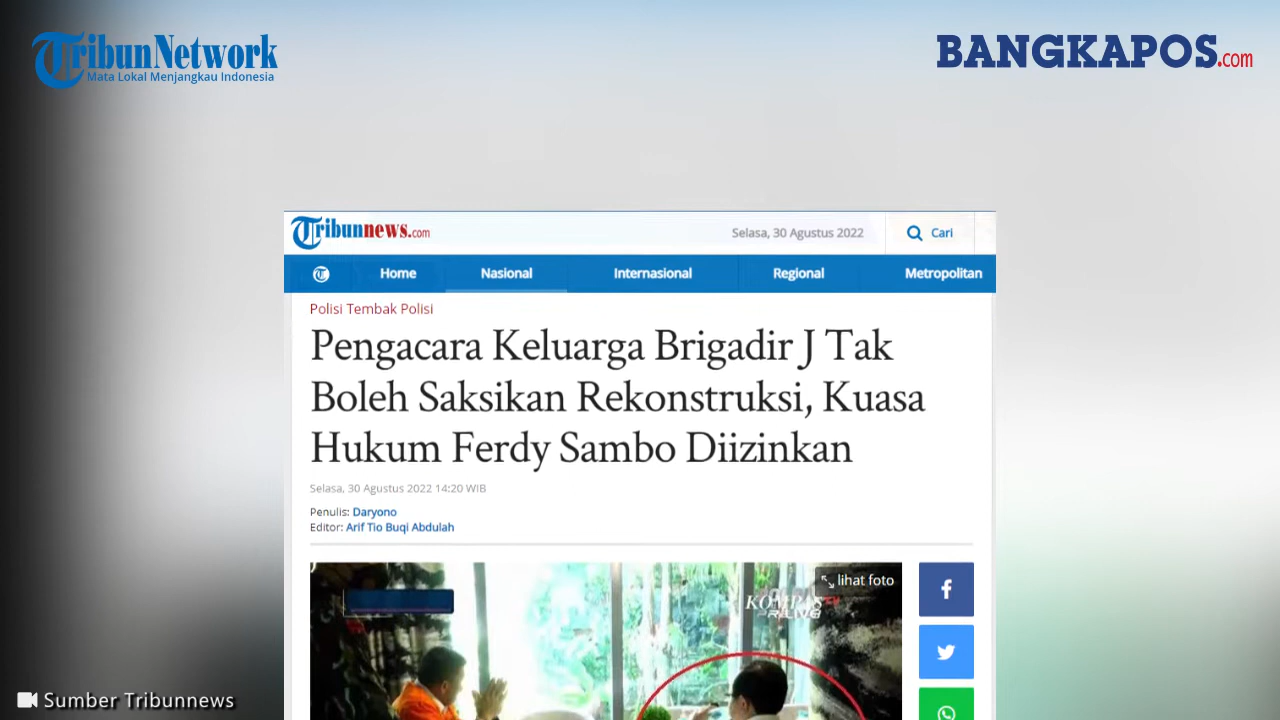 TribunNetwork
Mata Lokal Menjangkau Indonesia
BANGKAPOS.com
Tribunnews.com
Selasa, 30 Agustus 2022
Cari
Home
Nasional
Internasional
Regional
Metropolitan
Polisi Tembak Polisi
Pengacara Keluarga Brigadir J Tak
Boleh Saksikan Rekonstruksi, Kuasa
Hukum Ferdy Sambo Diizinkan
Selasa, 30 Agustus 2022 14:20 WIB
Penulis: Daryono
Editor: Arif Tio Buqi Abdulah
lihat foto
KOMPAS TV
Sumber Tribunnews